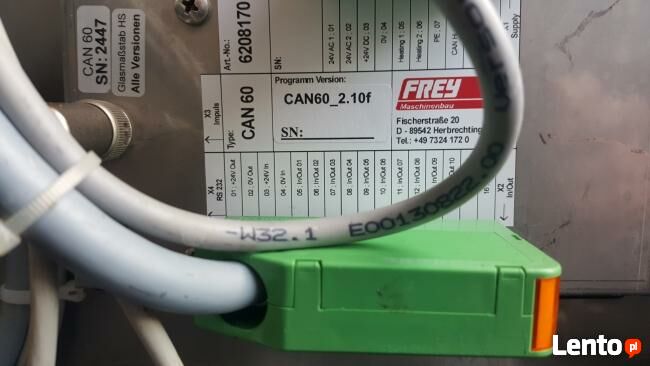 CAN 60
SN: 2447
Glasmaßstab HS
Alle Versionen
Art.-No.:
6208170
SN:
24V AC 1 : 01
24V AC 2 : 02
+24V DC : 03
0V : 04
Heating 1 : 05
Heating 2 : 06
PE : 07
CAN H
A1
Supply
X3
Impuls
Type:
CAN 60
Programm Version:
CAN60_2.10f
SN:
FREY
Maschinenbau
Fischerstraße 20
D - 89542 Herbrechting
Tel.: +49 7324 172 0
X4
RS 232
01 : +24V Out
02 : 0V Out
03 : +24V In
04 : 0V In
05 : In/Out 01
06 : In/Out 02
07 : In/Out 03
08 : In/Out 04
09 : In/Out 05
10 : In/Out 06
11 : In/Out 07
12 : In/Out 08
13 : In/Out 09
14 : In/Out 10
16
X2
In/Out
-W32.1 E00130822.00
Lento.pl